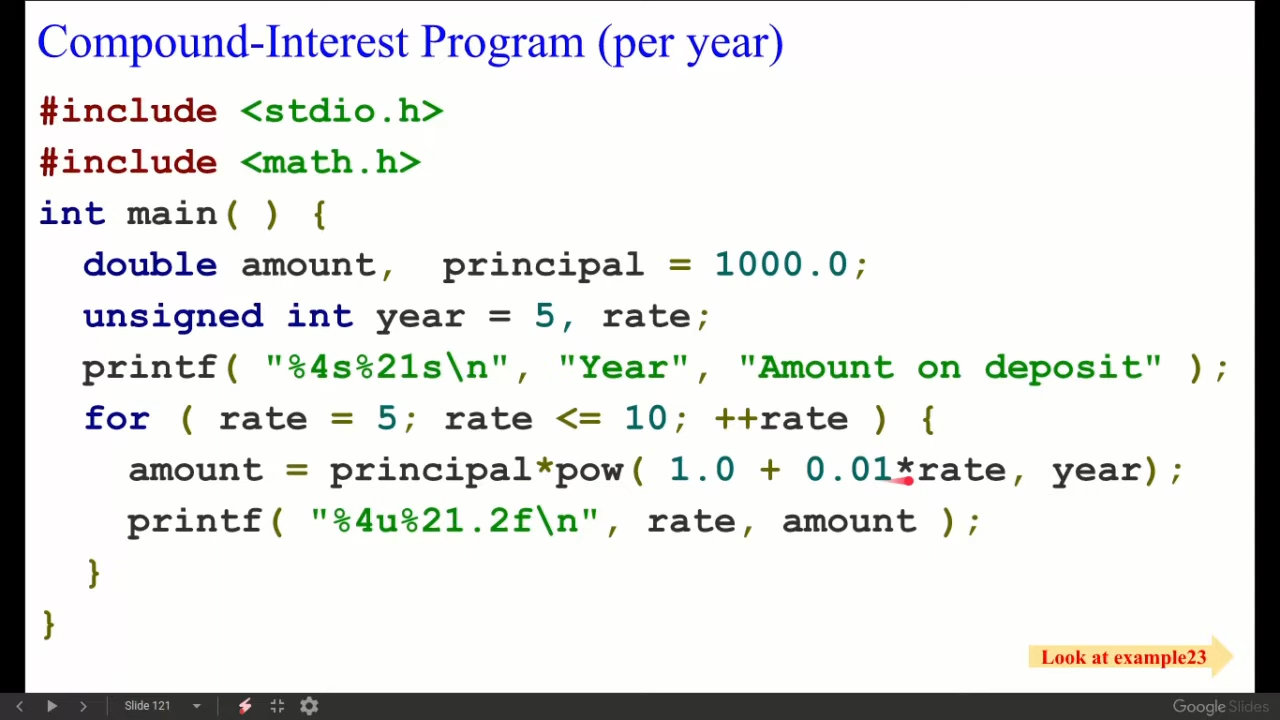 Compound-Interest Program (per year)
#include <stdio.h>
#include <math.h>
int main( ) {
double amount,  principal = 1000.0;
unsigned int year = 5, rate;
printf( "%4s%21s\n", "Year", "Amount on deposit" );
for ( rate = 5; rate <= 10; ++rate ) {
amount = principal*pow( 1.0 + 0.01*rate, year);
printf( "%4u%21.2f\n", rate, amount );
}
}
Look at example23
Slide 121
Google Slides